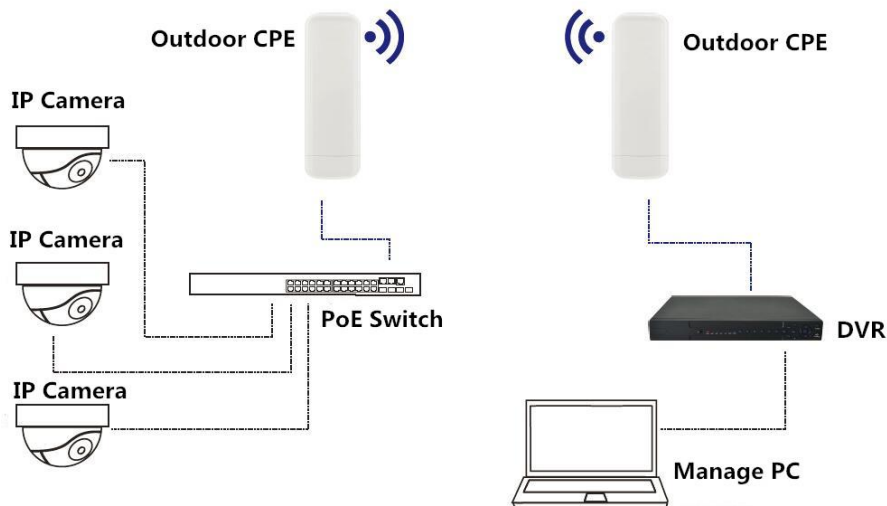 Outdoor CPE
Outdoor CPE
IP Camera
IP Camera
PoE Switch
DVR
IP Camera
Manage PC